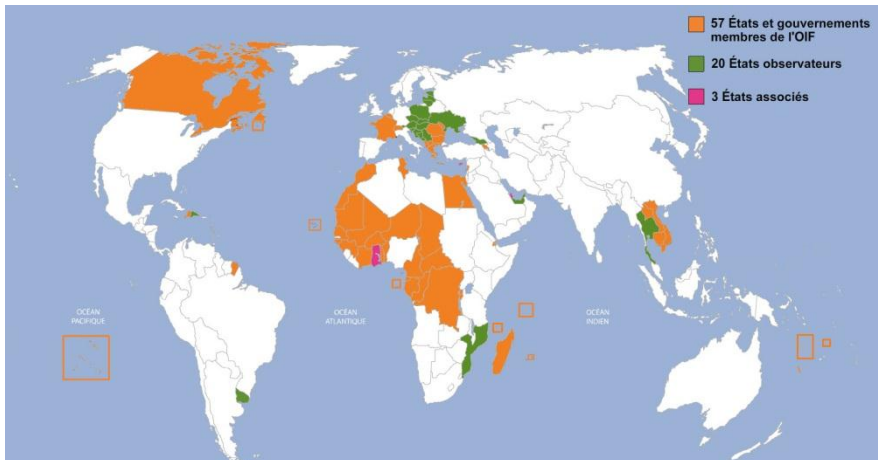 57 États et gouvernements
membres de l'OIF
20 États observateurs
3 États associés
OCÉAN
PACIFIQUE
OCÉAN
ATLANTIQUE
OCÉAN
INDIEN